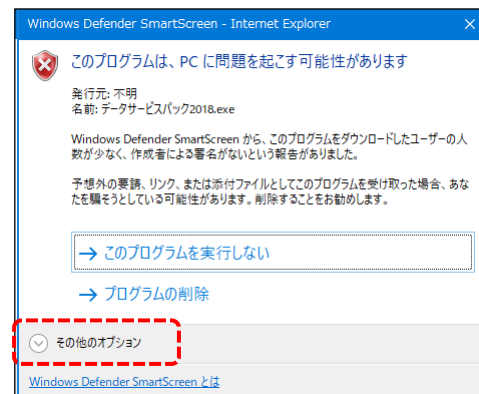 Windows Defender SmartScreen - Internet Explorer
このプログラムは、PC に問題を起こす可能性があります
発行元: 不明
名前: データサービスパック2018.exe
Windows Defender SmartScreen から、このプログラムをダウンロードしたユーザーの人
数が少なく、作成者による署名がないという報告がありました。
予想外の要請、リンク、または添付ファイルとしてこのプログラムを受け取った場合、あな
たを騙そうとしている可能性があります。削除することをお勧めします。
→ このプログラムを実行しない
→ プログラムの削除
その他のオプション
Windows Defender SmartScreen とは